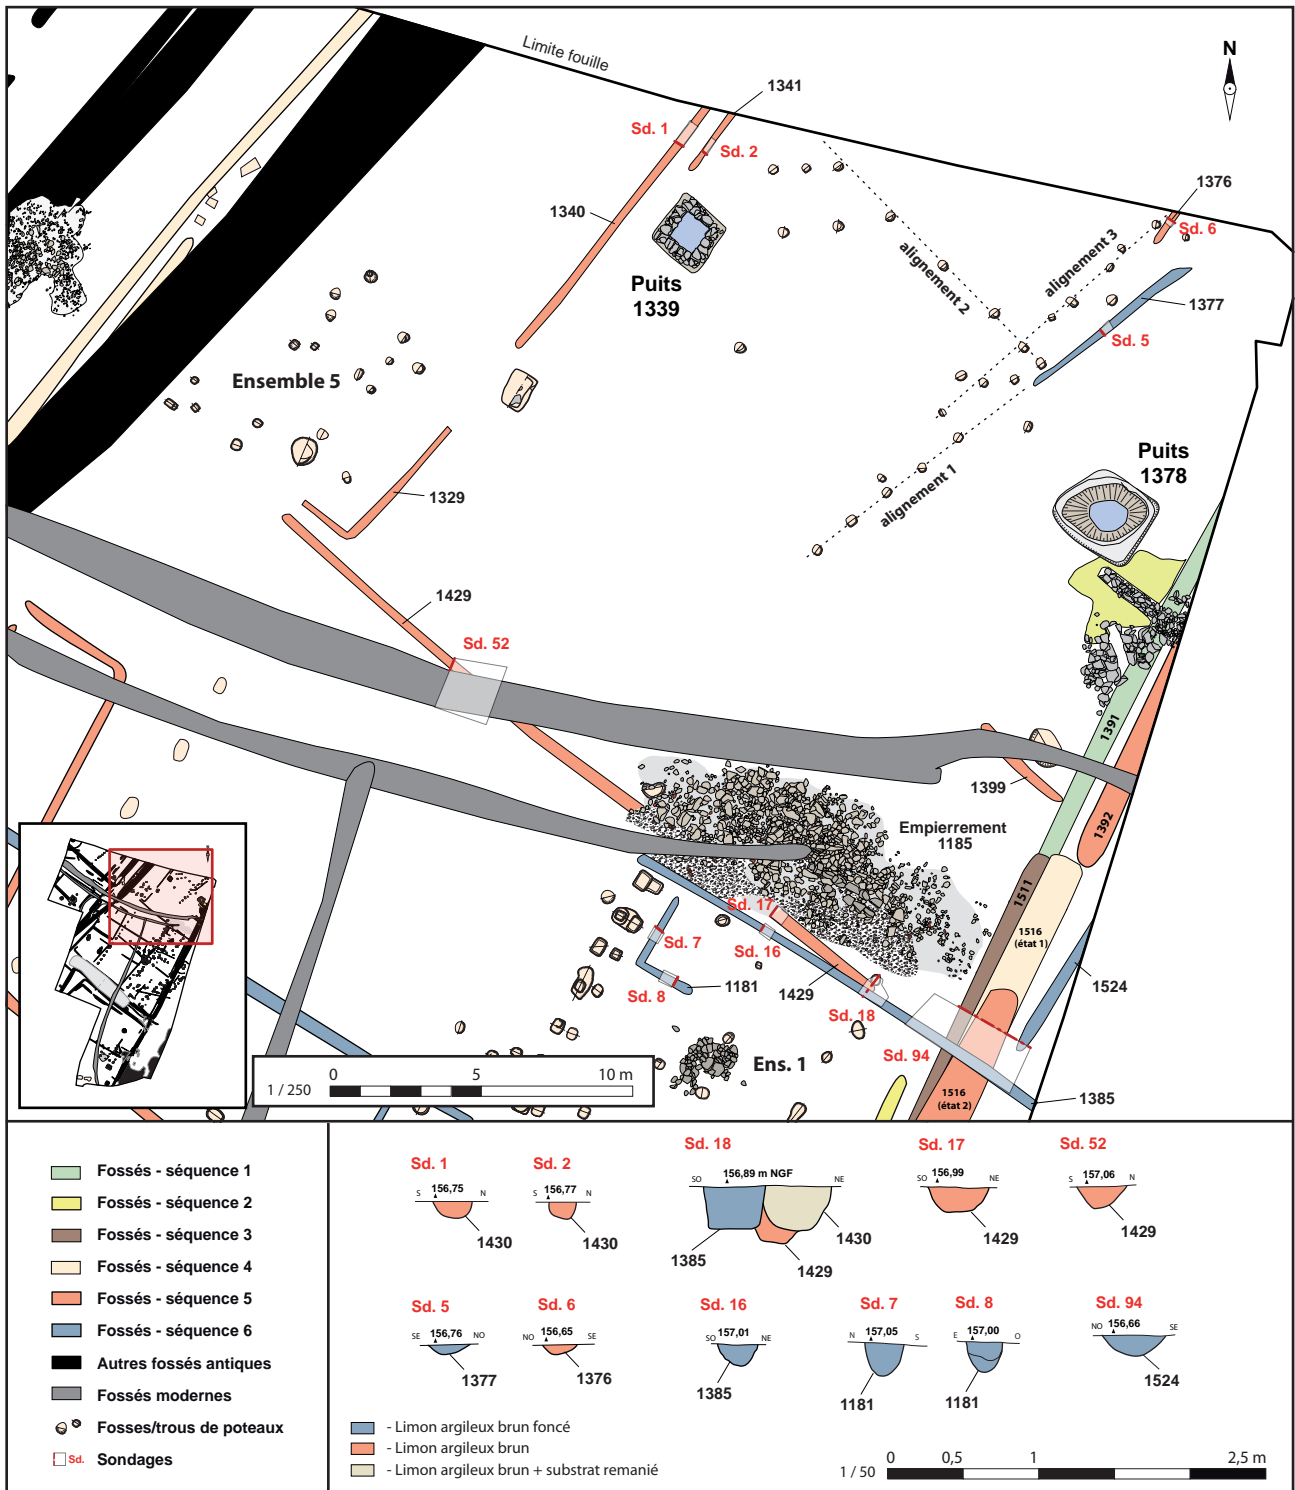 Limite fouille
N
1341
Sd. 1
Sd. 2
1340
1376
Sd. 6
alignement 3
alignement 2
Puits
1339
1377
Sd. 5
Ensemble 5
Puits
1378
alignement 1
1329
1429
Sd. 52
1391
1399
1392
Empierrement
1185
1511
Sd. 17
1516
(état 1)
Sd. 7
Sd. 16
1181
1429
1524
Sd. 8
Sd. 18
Sd. 94
Ens. 1
1385
1516
(état 2)
1 / 250
0 5 10 m
Fossés - séquence 1
Fossés - séquence 2
Fossés - séquence 3
Fossés - séquence 4
Fossés - séquence 5
Fossés - séquence 6
Autres fossés antiques
Fossés modernes
Fosses/trous de poteaux
Sd. Sondages
Sd. 1
S 156,75 N
1430
Sd. 2
S 156,77 N
1430
Sd. 18
SO 156,89 m NGF NE
1385
1429
1430
Sd. 17
SO 156,99 NE
1429
Sd. 52
S 157,06 N
1429
Sd. 5
SE 156,76 NO
1377
Sd. 6
NO 156,65 SE
1376
Sd. 16
SO 157,01 NE
1385
Sd. 7
N 157,05 S
1181
Sd. 8
E 157,00 O
1181
Sd. 94
NO 156,66 SE
1524
- Limon argileux brun foncé
- Limon argileux brun
- Limon argileux brun + substrat remanié
1 / 50
0 0,5 1 2,5 m